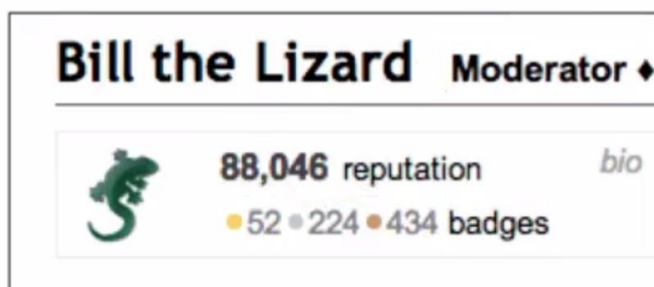 Bill the Lizard Moderator ♦
88,046 reputation bio
52 224 434 badges